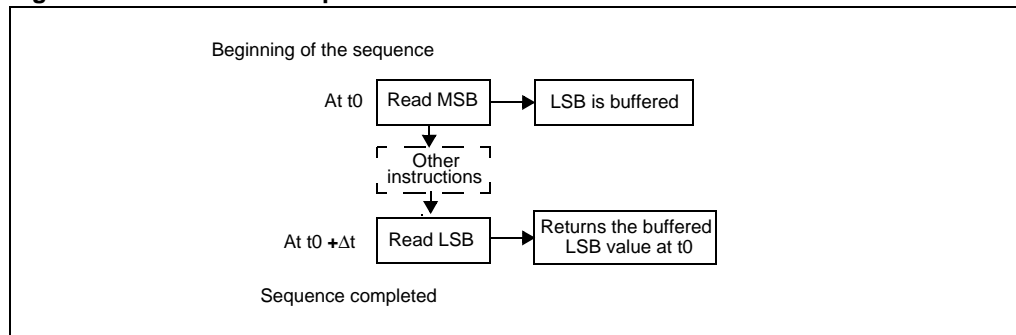 Beginning of the sequence
At t0
Read MSB
LSB is buffered
Other
instructions
At t0 +Δt
Read LSB
Returns the buffered
LSB value at t0
Sequence completed